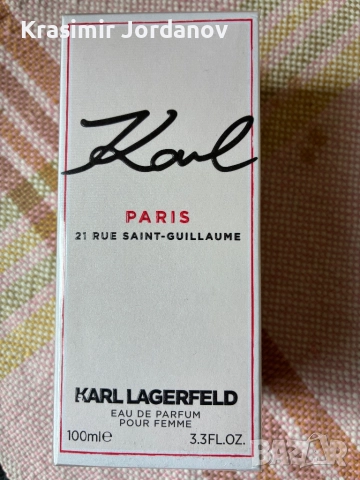 Krasimir Jordanov
Karl
PARIS
21 RUE SAINT-GUILLAUME
KARL LAGERFELD
EAU DE PARFUM
POUR FEMME
100ml℮ 3.3FL.OZ.
BAZAR